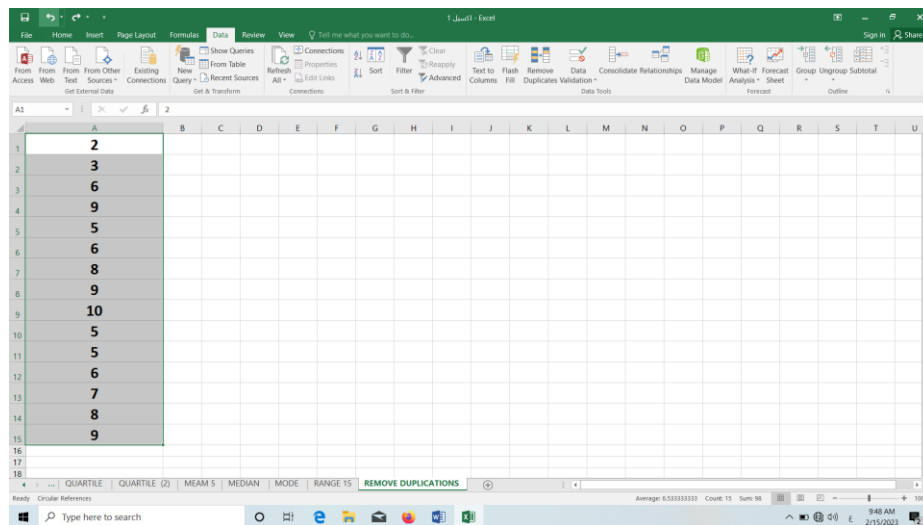 اكسيل 1 - Excel
File Home Insert Page Layout Formulas Data Review View Tell me what you want to do... Sign in Share
From Access From Web From Text From Other Sources Existing Connections New Query Show Queries From Table Recent Sources Refresh All Connections Properties Edit Links Sort Filter Clear Reapply Advanced Text to Columns Flash Fill Remove Duplicates Data Validation Consolidate Relationships Manage Data Model What-If Analysis Forecast Sheet Group Ungroup Subtotal
Get External Data Get & Transform Connections Sort & Filter Data Tools Forecast Outline
A1 fx 2
A B C D E F G H I J K L M N O P Q R S T U
1 2
2 3
3 6
4 9
5 5
6 6
7 8
8 9
9 10
10 5
11 5
12 6
13 7
14 8
15 9
16
17
18
... QUARTILE QUARTILE (2) MEAM 5 MEDIAN MODE RANGE 15 REMOVE DUPLICATIONS
Ready Circular References Average: 6.533333333 Count: 15 Sum: 98 100
Type here to search ع 9:48 AM
2/15/2023